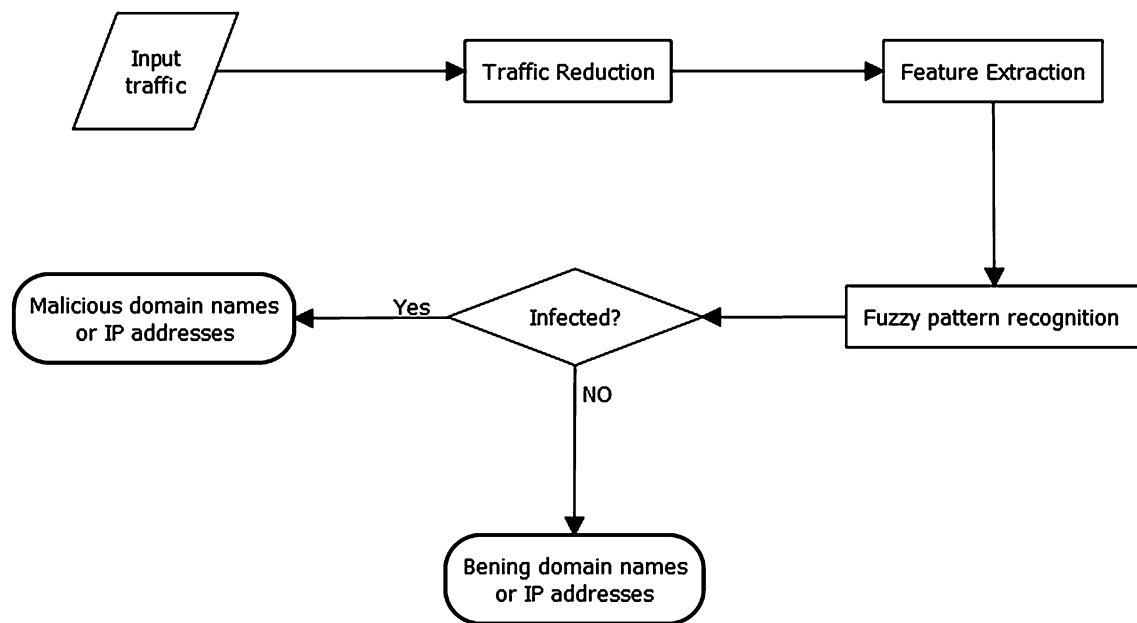 Input
traffic
Traffic Reduction
Feature Extraction
Fuzzy pattern recognition
Infected?
Yes
Malicious domain names
or IP addresses
NO
Bening domain names
or IP addresses